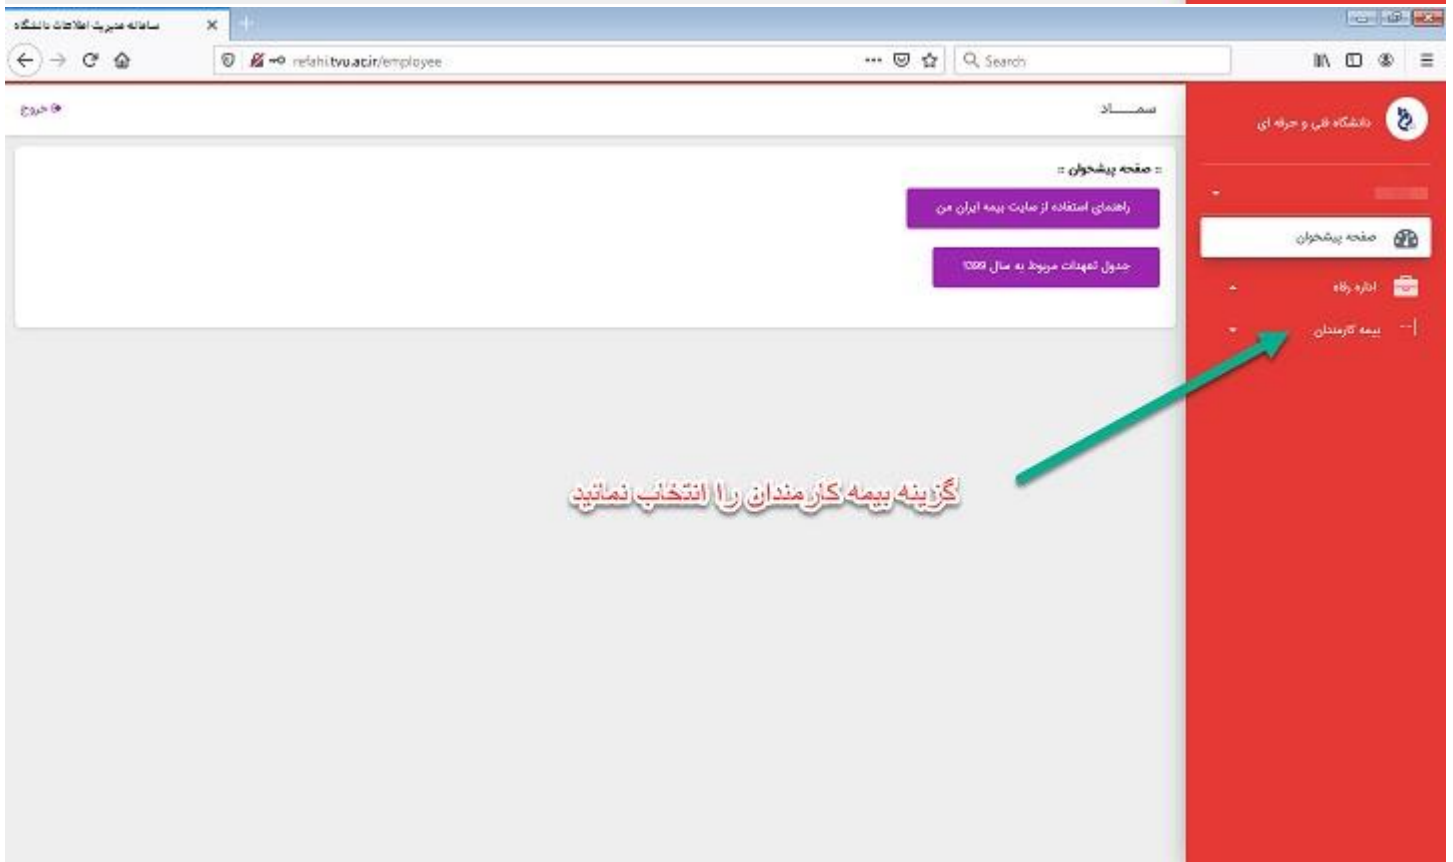 سامانه مدیریت اطلاعات دانشگاه
refahi.tvu.ac.ir/employee
Search
دانشگاه فنی و حرفه ای
سمـــــاد
خروج
:: صفحه پیشخوان ::
راهنمای استفاده از سایت بیمه ایران من
جدول تعهدات مربوط به سال 1399
صفحه پیشخوان
اداره رفاه
بیمه کارمندان
گزینه بیمه کارمندان را انتخاب نمائید